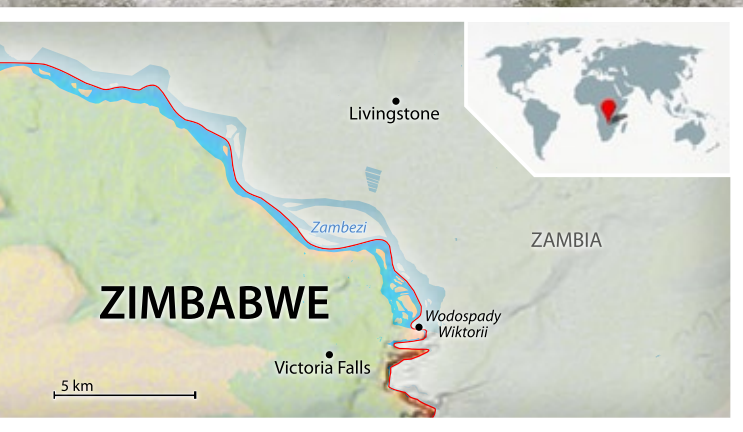 Livingstone
Zambezi
ZAMBIA
ZIMBABWE
Wodospady
Wiktorii
Victoria Falls
5 km